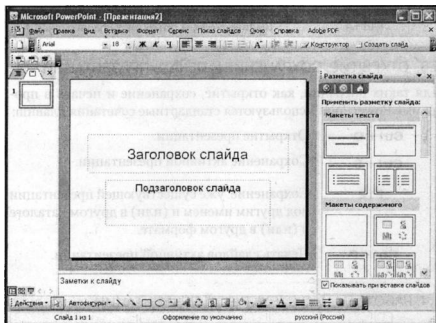 Microsoft PowerPoint - [Презентация2]
Файл Правка Вид Вставка Формат Сервис Показ слайдов Окно Справка Adobe PDF
Arial 18 Ж К Ч Конструктор Создать слайд
Разметка слайда
1
Применить разметку слайда:
Макеты текста
Заголовок слайда
Подзаголовок слайда
Макеты содержимого
Заметки к слайду
Показывать при вставке слайдов
Действия Автофигуры
Слайд 1 из 1 Оформление по умолчанию русский (Россия)